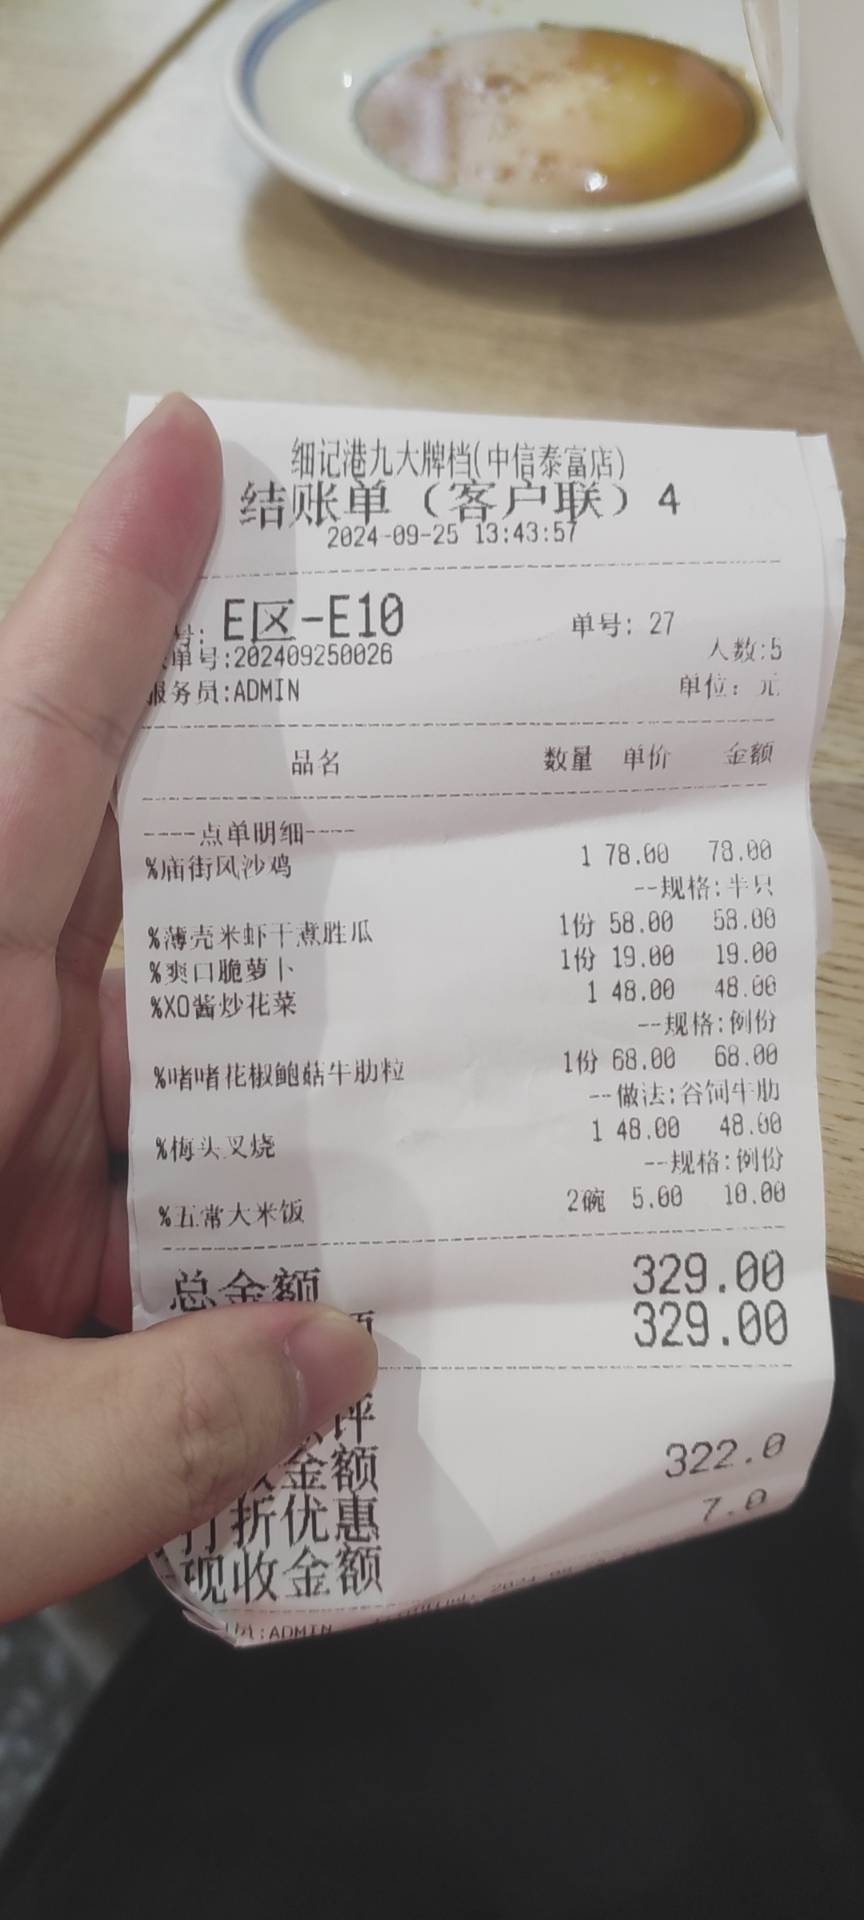 细记港九大牌档(中信泰富店)
结账单（客户联）4
2024-09-25 13:43:57
号: E区-E10 单号: 27
单号:202409250026 人数:5
服务员:ADMIN 单位: 元
品名 数量 单价 金额
----点单明细----
%庙街风沙鸡 1 78.00 78.00
--规格:半只
%薄壳米虾干煮胜瓜 1份 58.00 58.00
%爽口脆萝卜 1份 19.00 19.00
%XO酱炒花菜 1 48.00 48.00
--规格:例份
%啫啫花椒鲍菇牛肋粒 1份 68.00 68.00
--做法:谷饲牛肋
%梅头叉烧 1 48.00 48.00
--规格:例份
%五常大米饭 2碗 5.00 10.00
总金额 329.00
329.00
评
金额 322.0
打折优惠 7.0
现收金额
:ADMIN